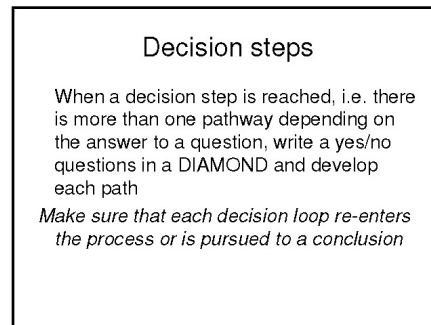 Decision steps
When a decision step is reached, i.e. there
is more than one pathway depending on
the answer to a question, write a yes/no
questions in a DIAMOND and develop
each path
Make sure that each decision loop re-enters
the process or is pursued to a conclusion